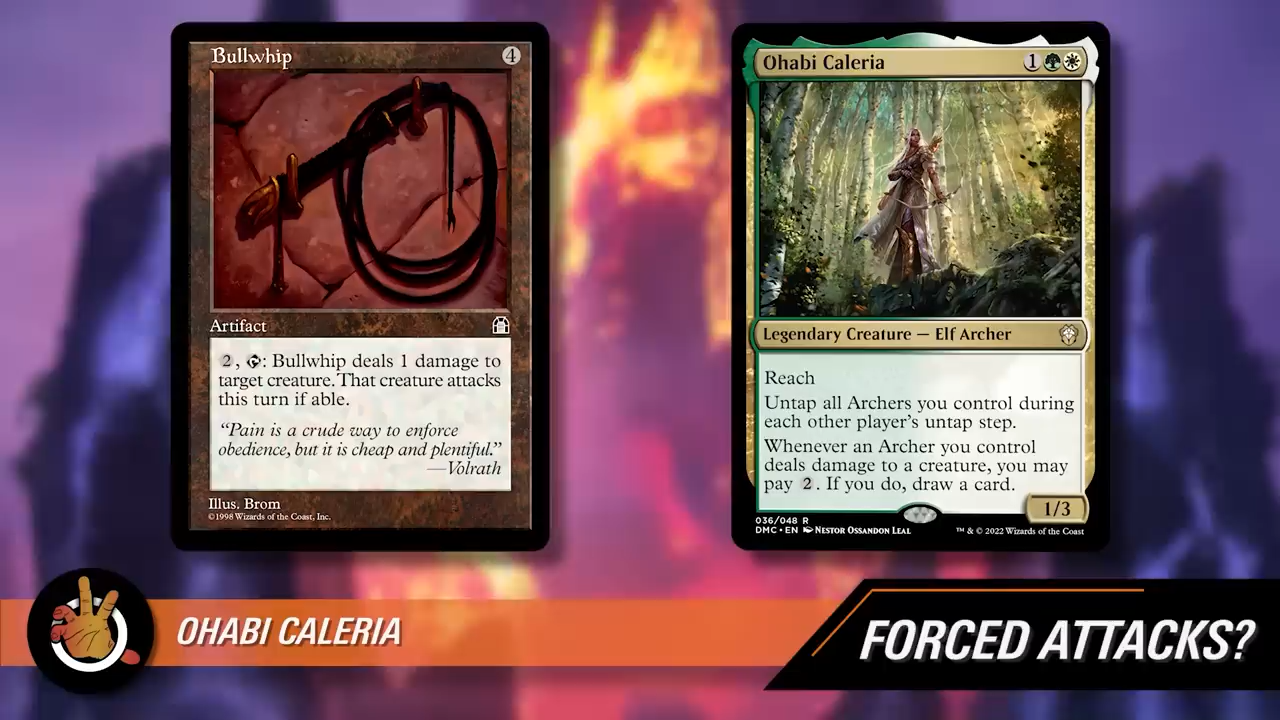 Bullwhip 4
Artifact
2, : Bullwhip deals 1 damage to
target creature. That creature attacks
this turn if able.
“Pain is a crude way to enforce
obedience, but it is cheap and plentiful.”
—Volrath
Illus. Brom
©1998 Wizards of the Coast, Inc.
Ohabi Caleria 1
Legendary Creature — Elf Archer
Reach
Untap all Archers you control during
each other player's untap step.
Whenever an Archer you control
deals damage to a creature, you may
pay 2. If you do, draw a card.
1/3
036/048 R
DMC • EN Nestor Ossandon Leal
™ & © 2022 Wizards of the Coast
OHABI CALERIA
FORCED ATTACKS?